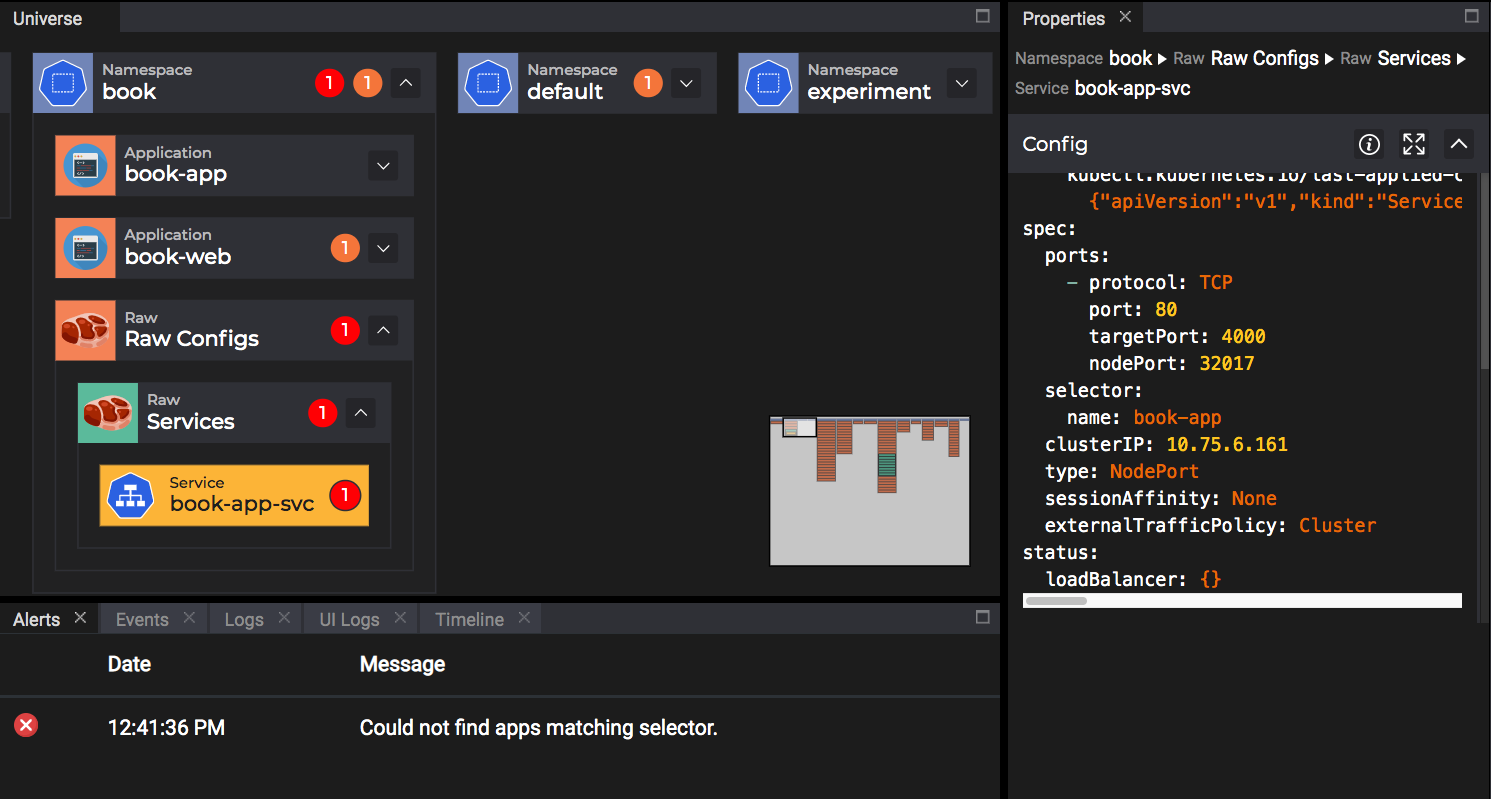 Universe
Namespace
book
1
1
Namespace
default
1
Namespace
experiment
Application
book-app
Application
book-web
1
Raw
Raw Configs
1
Raw
Services
1
Service
book-app-svc
1
Alerts
Events
Logs
UI Logs
Timeline
Date
Message
12:41:36 PM
Could not find apps matching selector.
Properties
Namespace book Raw Raw Configs Raw Services
Service book-app-svc
Config
kubectl.kubernetes.io/last-applied-c
{"apiVersion":"v1","kind":"Service
spec:
ports:
- protocol: TCP
port: 80
targetPort: 4000
nodePort: 32017
selector:
name: book-app
clusterIP: 10.75.6.161
type: NodePort
sessionAffinity: None
externalTrafficPolicy: Cluster
status:
loadBalancer: {}